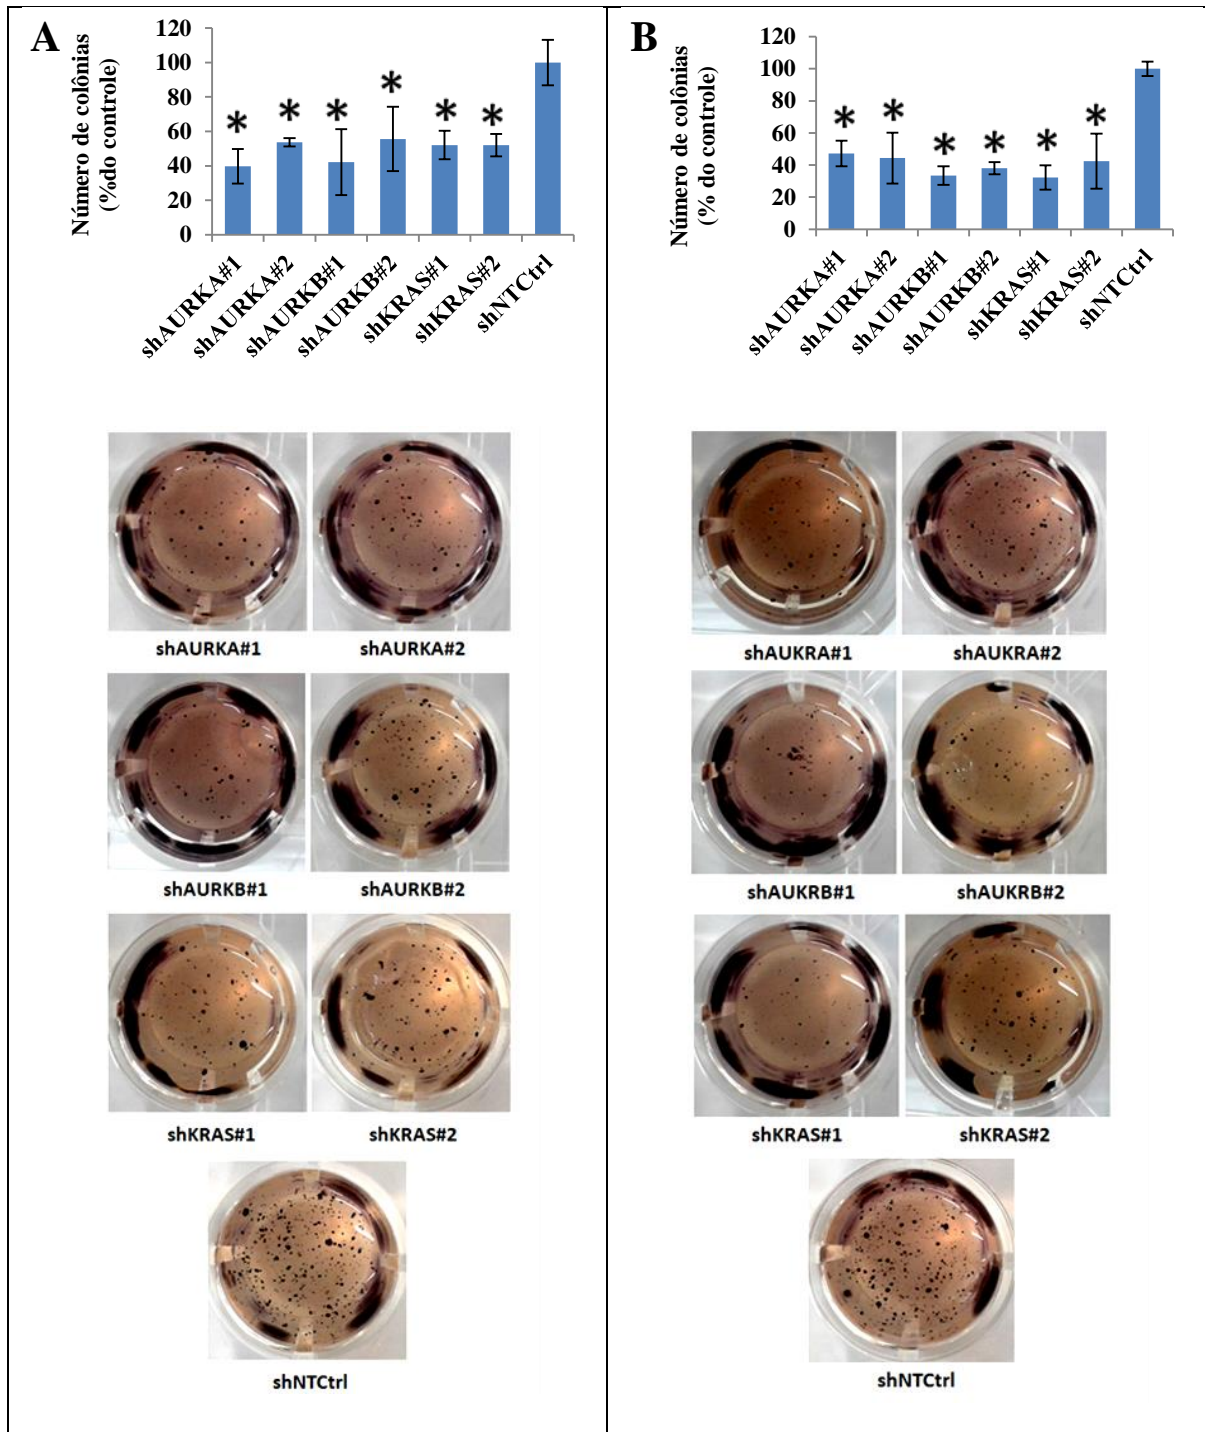 A
Número de colônias
(%do controle)
120
100
80
60
40
20
0
* * * * * *
shAURKA#1
shAURKA#2
shAURKB#1
shAURKB#2
shKRAS#1
shKRAS#2
shNTCtrl
shAURKA#1 shAURKA#2
shAURKB#1 shAURKB#2
shKRAS#1 shKRAS#2
shNTCtrl
B
Número de colônias
(% do controle)
120
100
80
60
40
20
0
* * * * * *
shAURKA#1
shAURKA#2
shAURKB#1
shAURKB#2
shKRAS#1
shKRAS#2
shNTCtrl
shAUKRA#1 shAUKRA#2
shAUKRB#1 shAUKRB#2
shKRAS#1 shKRAS#2
shNTCtrl